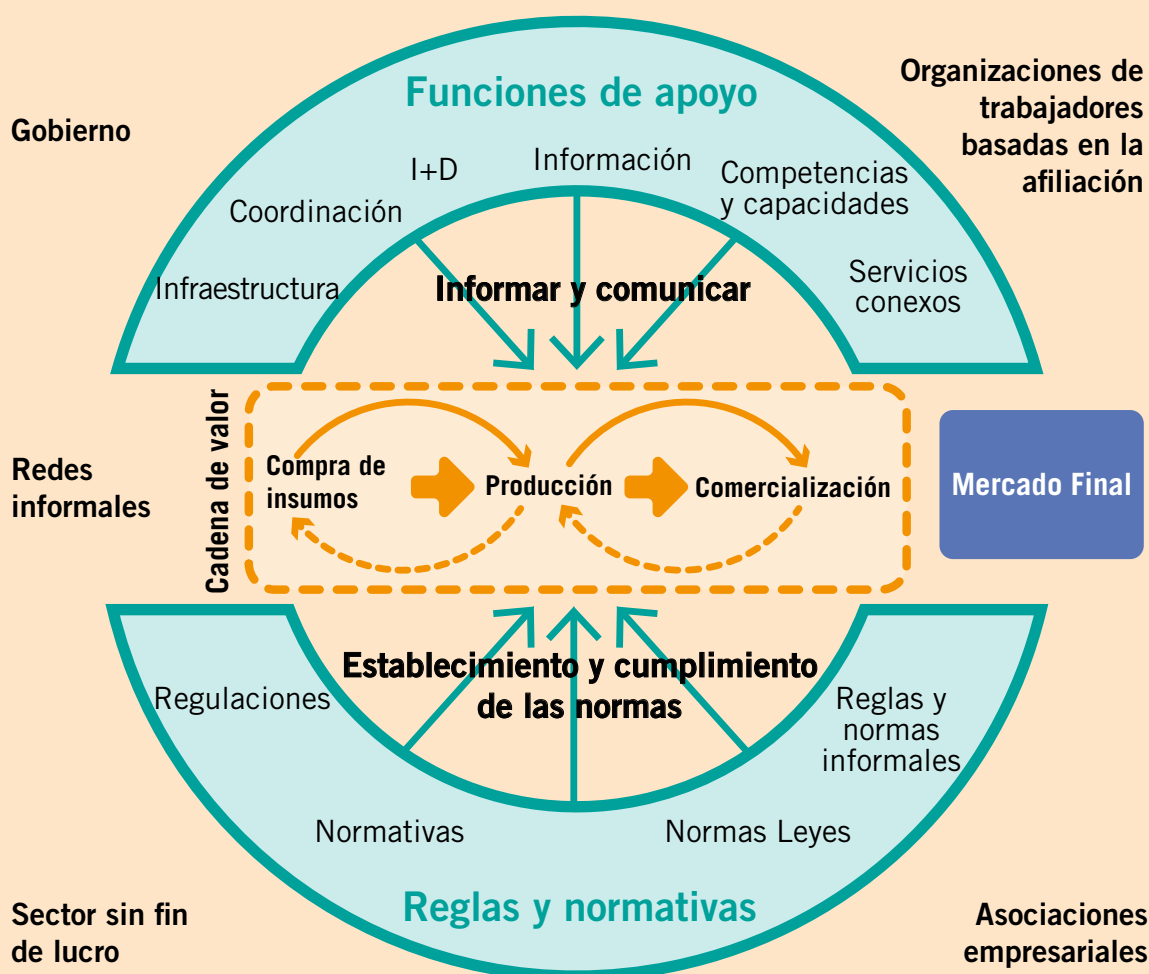 Funciones de apoyo
Gobierno
Organizaciones de
trabajadores
basadas en la
afiliación
I+D
Información
Competencias
y capacidades
Coordinación
Infraestructura
Servicios
conexos
Informar y comunicar
Cadena de valor
Redes
informales
Compra de
insumos
Producción
Comercialización
Mercado Final
Establecimiento y cumplimiento
de las normas
Regulaciones
Reglas y
normas
informales
Normativas
Normas Leyes
Reglas y normativas
Sector sin fin
de lucro
Asociaciones
empresariales